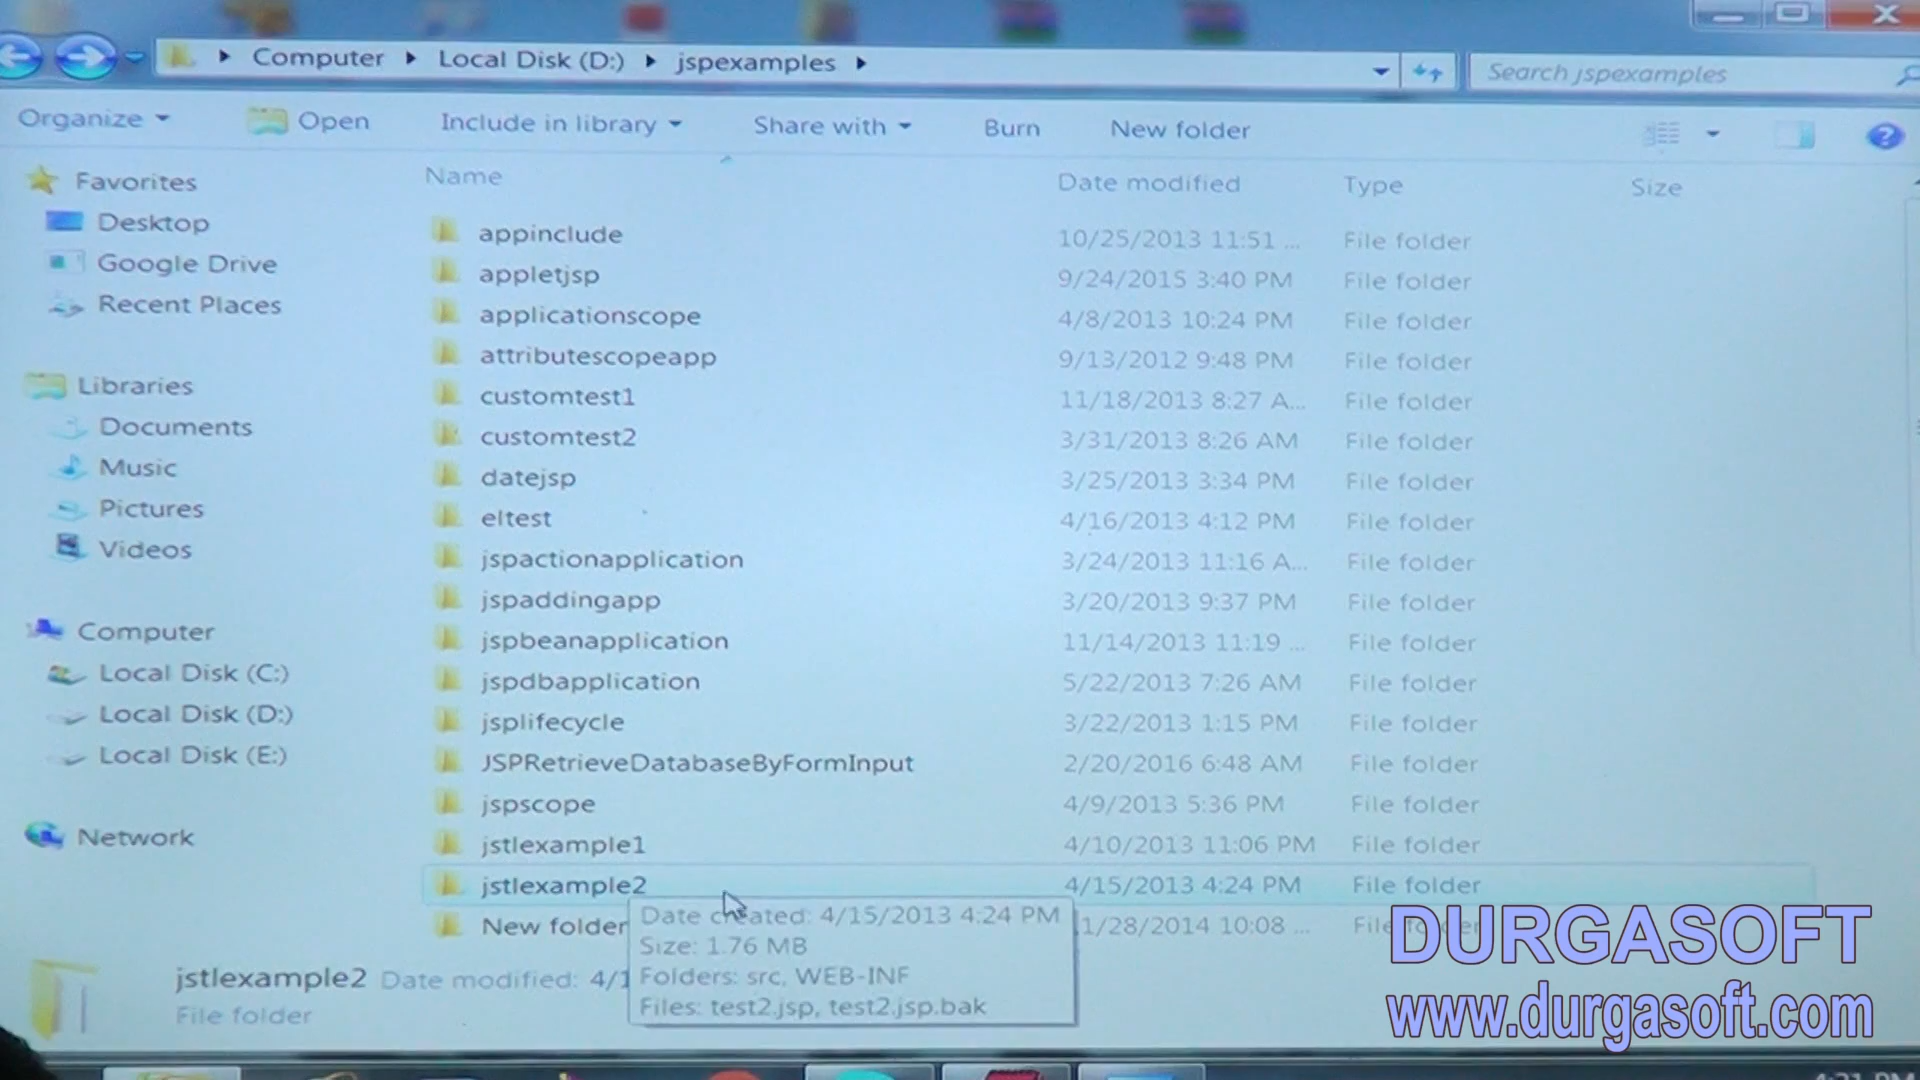 Computer Local Disk (D:) jspexamples
Search jspexamples
Organize Open Include in library Share with Burn New folder
Name Date modified Type Size
Favorites
Desktop
Google Drive
Recent Places
Libraries
Documents
Music
Pictures
Videos
Computer
Local Disk (C:)
Local Disk (D:)
Local Disk (E:)
Network
appinclude 10/25/2013 11:51 ... File folder
appletjsp 9/24/2015 3:40 PM File folder
applicationscope 4/8/2013 10:24 PM File folder
attributescopeapp 9/13/2012 9:48 PM File folder
customtest1 11/18/2013 8:27 A... File folder
customtest2 3/31/2013 8:26 AM File folder
datejsp 3/25/2013 3:34 PM File folder
eltest 4/16/2013 4:12 PM File folder
jspactionapplication 3/24/2013 11:16 A... File folder
jspaddingapp 3/20/2013 9:37 PM File folder
jspbeanapplication 11/14/2013 11:19 ... File folder
jspdbapplication 5/22/2013 7:26 AM File folder
jsplifecycle 3/22/2013 1:15 PM File folder
JSPRetrieveDatabaseByFormInput 2/20/2016 6:48 AM File folder
jspscope 4/9/2013 5:36 PM File folder
jstlexample1 4/10/2013 11:06 PM File folder
jstlexample2 4/15/2013 4:24 PM File folder
New folder 1/28/2014 10:08 ...
Date created: 4/15/2013 4:24 PM
Size: 1.76 MB
Folders: src, WEB-INF
Files: test2.jsp, test2.jsp.bak
jstlexample2 Date modified: 4/1
File folder
DURGASOFT
www.durgasoft.com